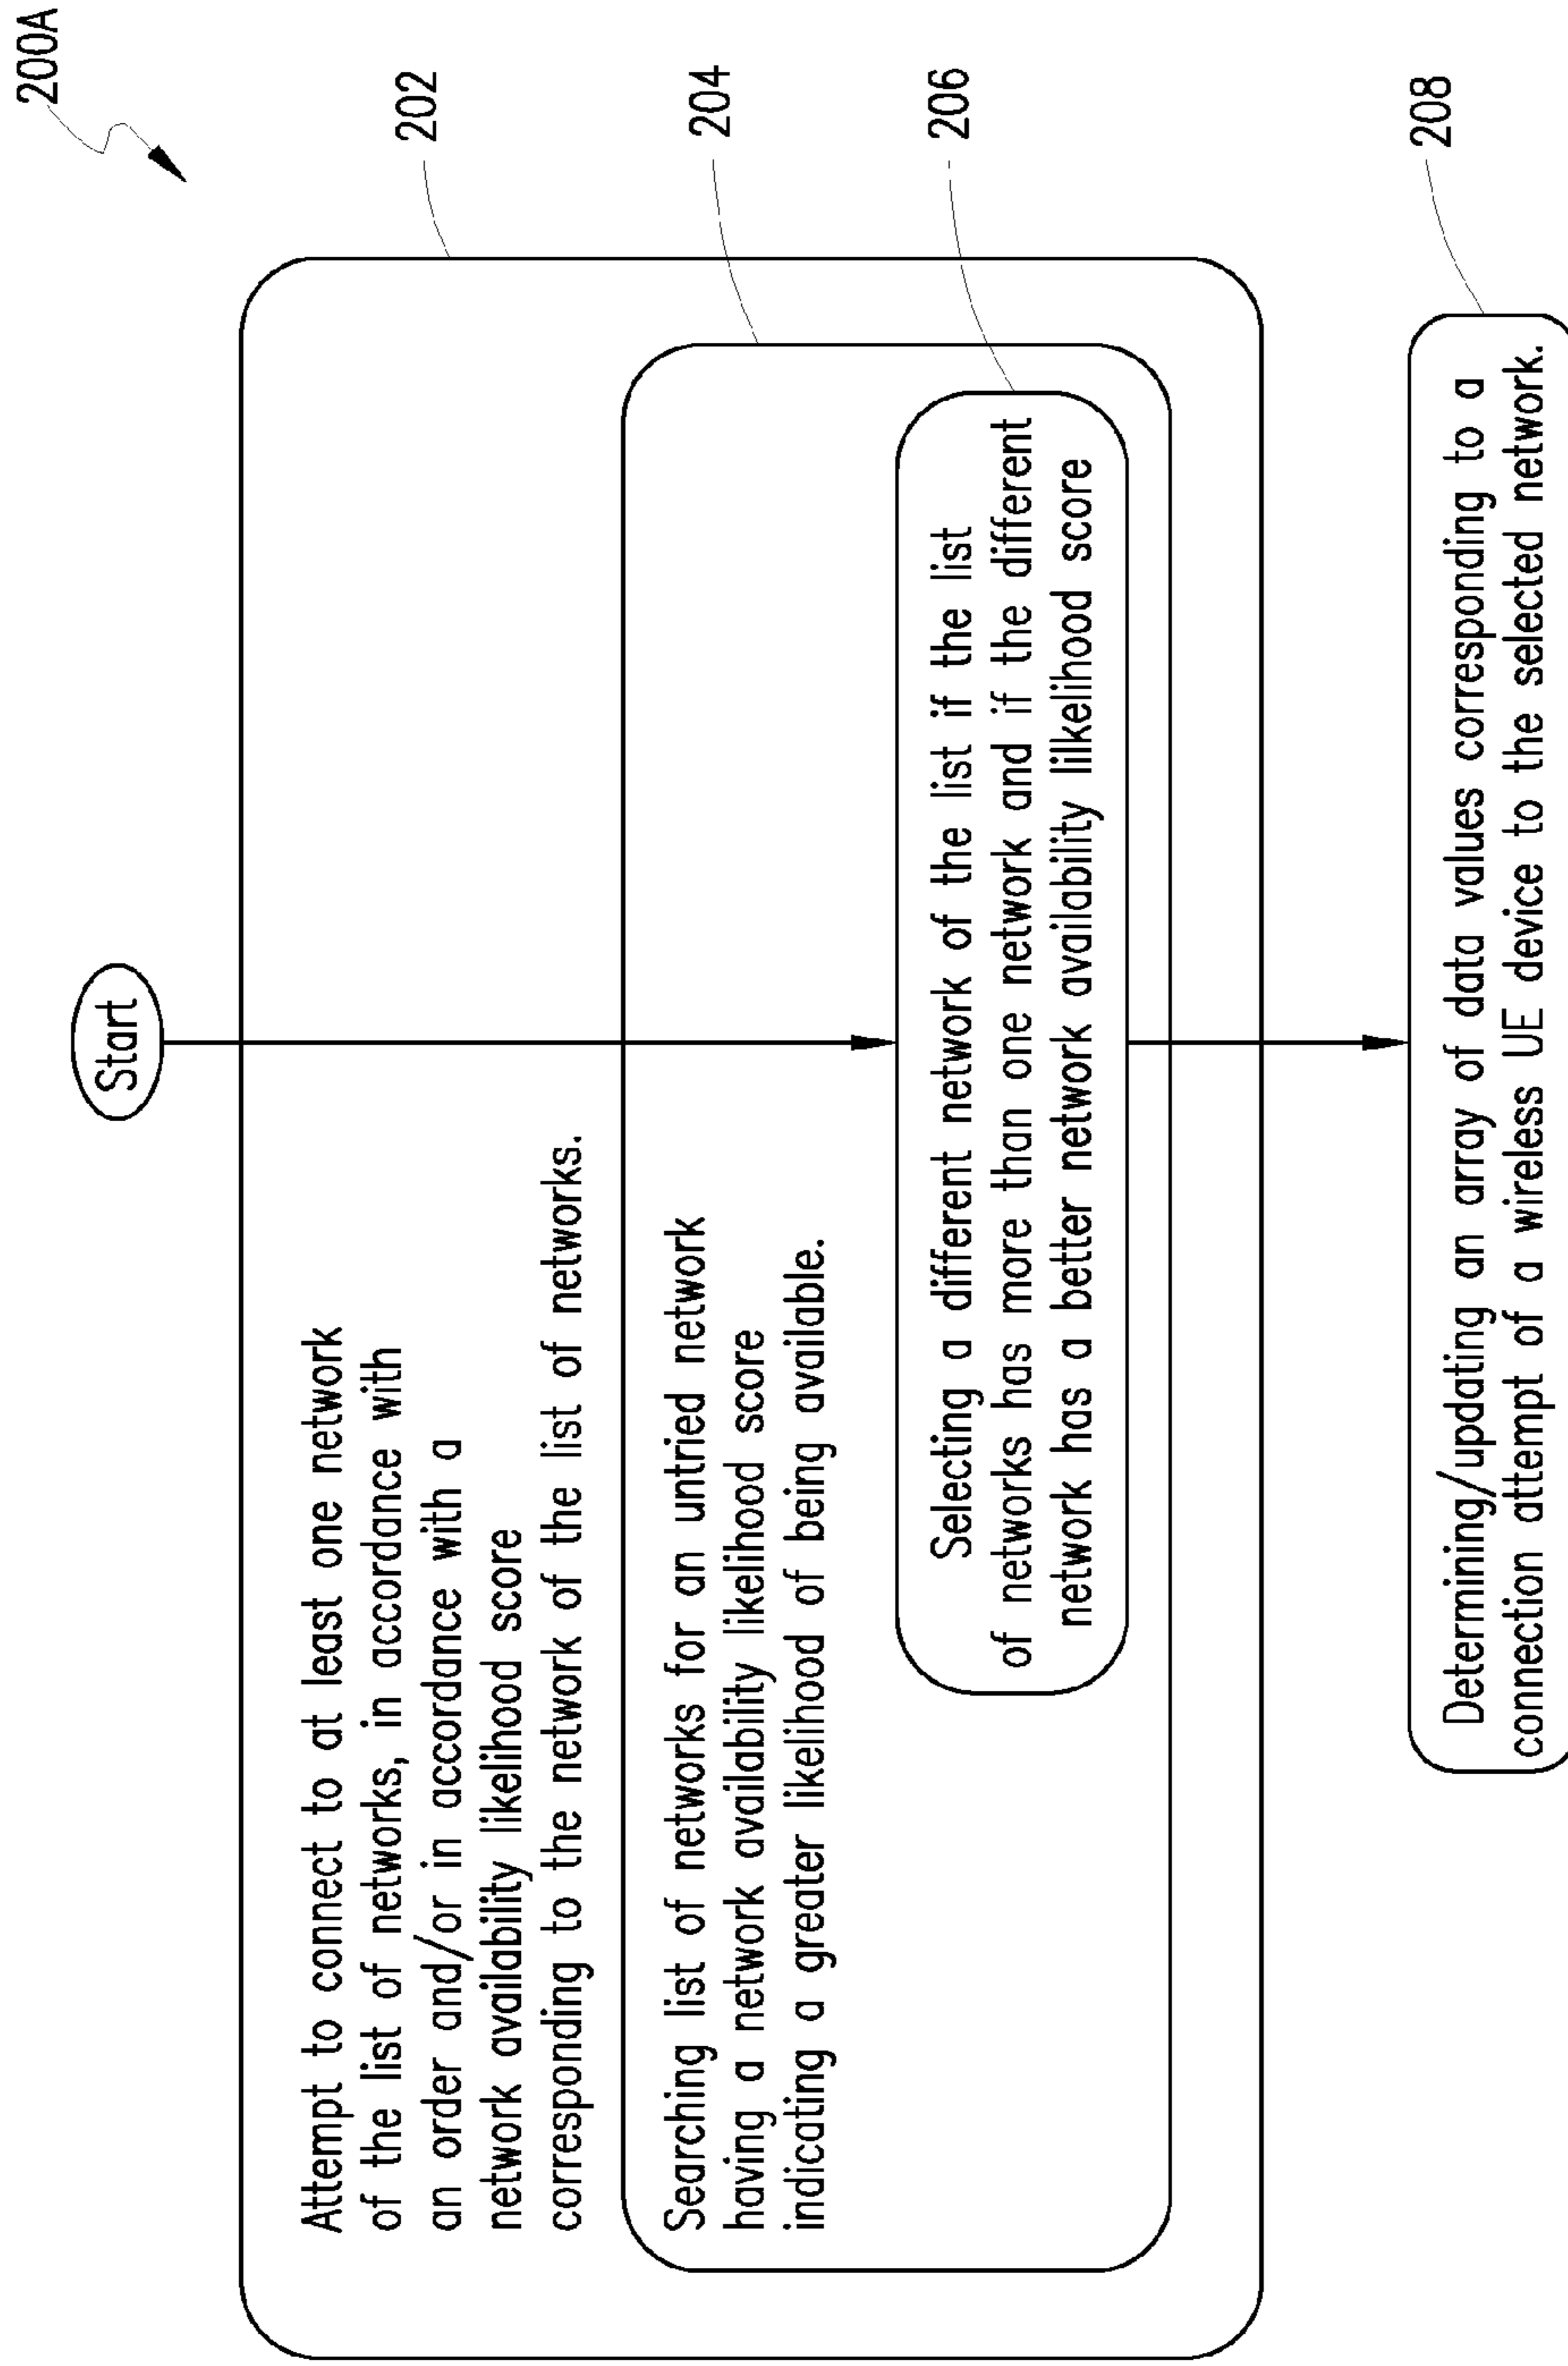 200A
Start
202
Attempt to connect to at least one network
of the list of networks, in accordance with
an order and/or in accordance with a
network availability likelihood score
corresponding to the network of the list of networks.
204
Searching list of networks for an untried network
having a network availability likelihood score
indicating a greater likelihood of being available.
206
Selecting a different network of the list if the list
of networks has more than one network and if the different
network has a better network availability lilkelihood score
208
Determining/updating an array of data values corresponding to a
connection attempt of a wireless UE device to the selected network.